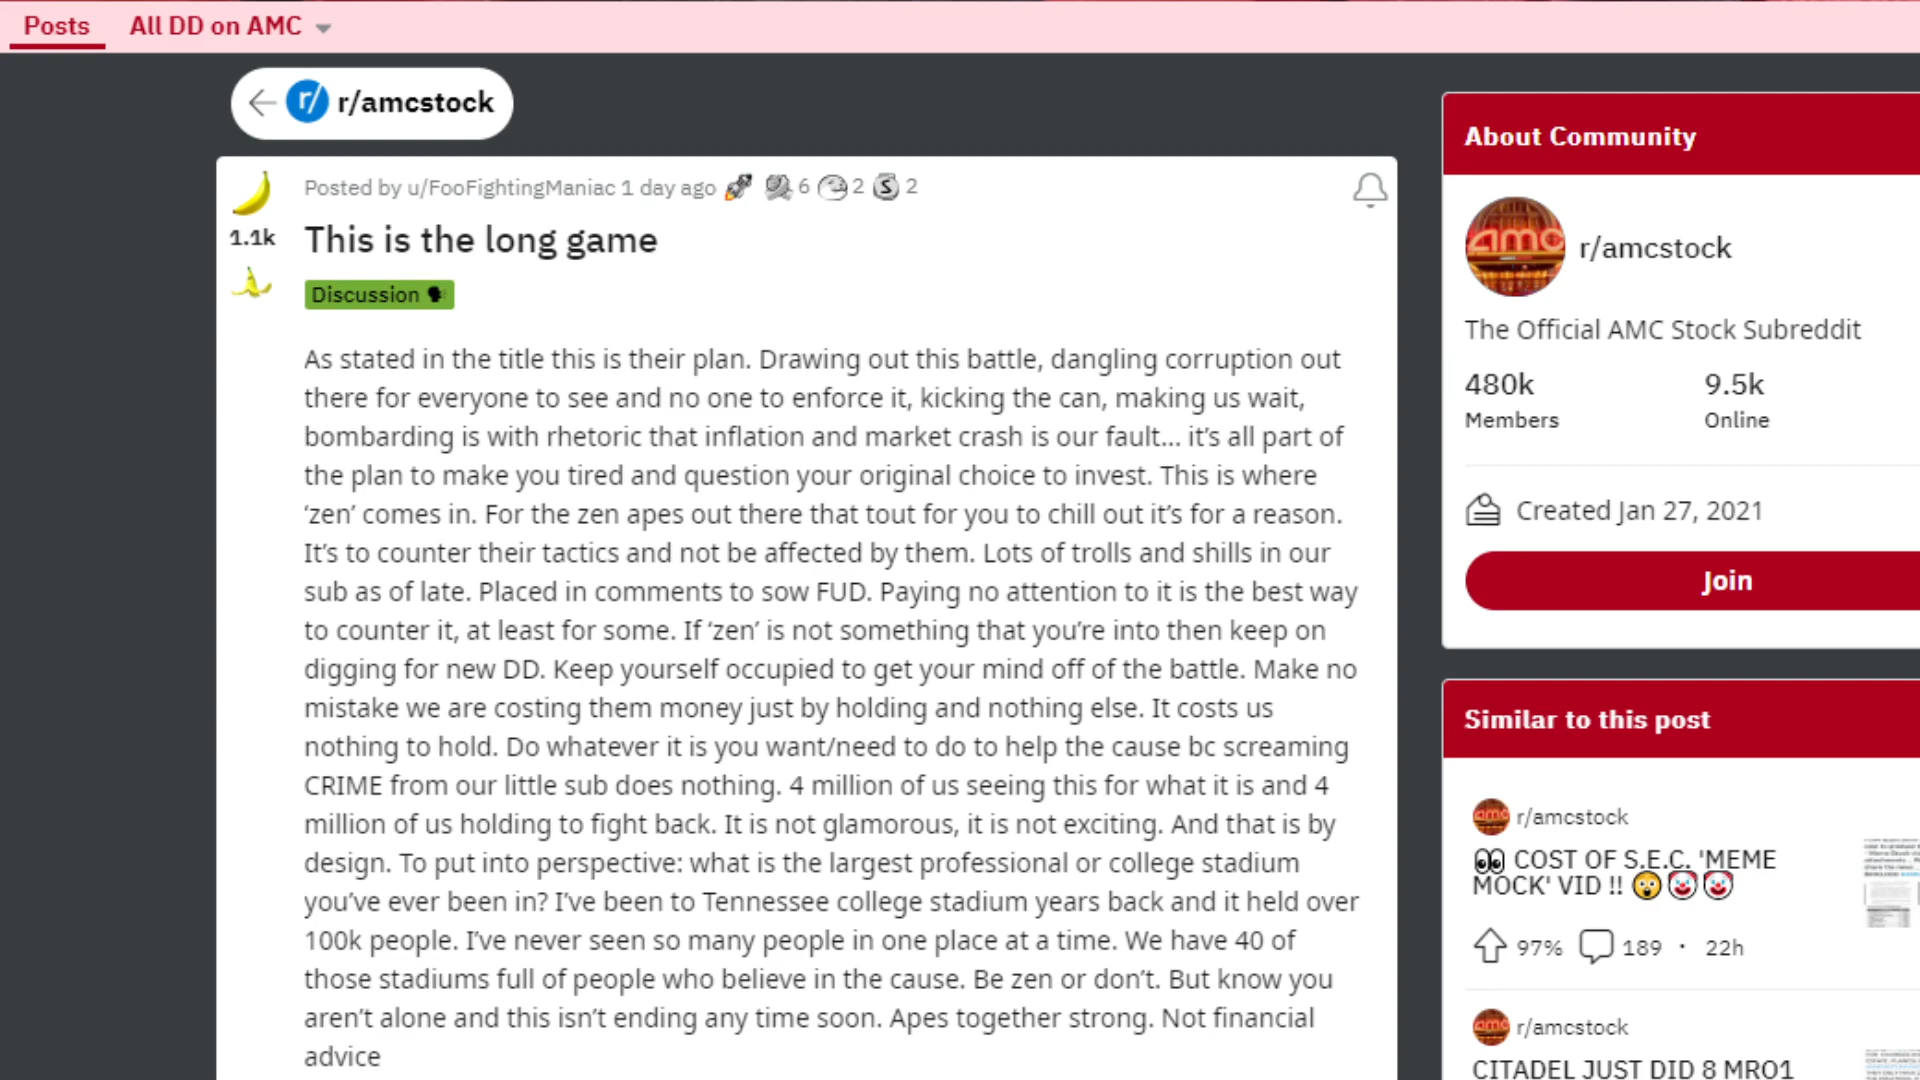 Posts All DD on AMC
r/ r/amcstock
Posted by u/FooFightingManiac 1 day ago 6 2 S 2
1.1k
This is the long game
Discussion
As stated in the title this is their plan. Drawing out this battle, dangling corruption out
there for everyone to see and no one to enforce it, kicking the can, making us wait,
bombarding is with rhetoric that inflation and market crash is our fault... it’s all part of
the plan to make you tired and question your original choice to invest. This is where
‘zen’ comes in. For the zen apes out there that tout for you to chill out it’s for a reason.
It’s to counter their tactics and not be affected by them. Lots of trolls and shills in our
sub as of late. Placed in comments to sow FUD. Paying no attention to it is the best way
to counter it, at least for some. If ‘zen’ is not something that you’re into then keep on
digging for new DD. Keep yourself occupied to get your mind off of the battle. Make no
mistake we are costing them money just by holding and nothing else. It costs us
nothing to hold. Do whatever it is you want/need to do to help the cause bc screaming
CRIME from our little sub does nothing. 4 million of us seeing this for what it is and 4
million of us holding to fight back. It is not glamorous, it is not exciting. And that is by
design. To put into perspective: what is the largest professional or college stadium
you’ve ever been in? I’ve been to Tennessee college stadium years back and it held over
100k people. I’ve never seen so many people in one place at a time. We have 40 of
those stadiums full of people who believe in the cause. Be zen or don’t. But know you
aren’t alone and this isn’t ending any time soon. Apes together strong. Not financial
advice
About Community
amc
r/amcstock
The Official AMC Stock Subreddit
480k 9.5k
Members Online
Created Jan 27, 2021
Join
Similar to this post
amc r/amcstock
👀 COST OF S.E.C. 'MEME
MOCK' VID !! 😲🤡🤡
97% 189 · 22h
amc r/amcstock
CITADEL JUST DID 8 MRO1